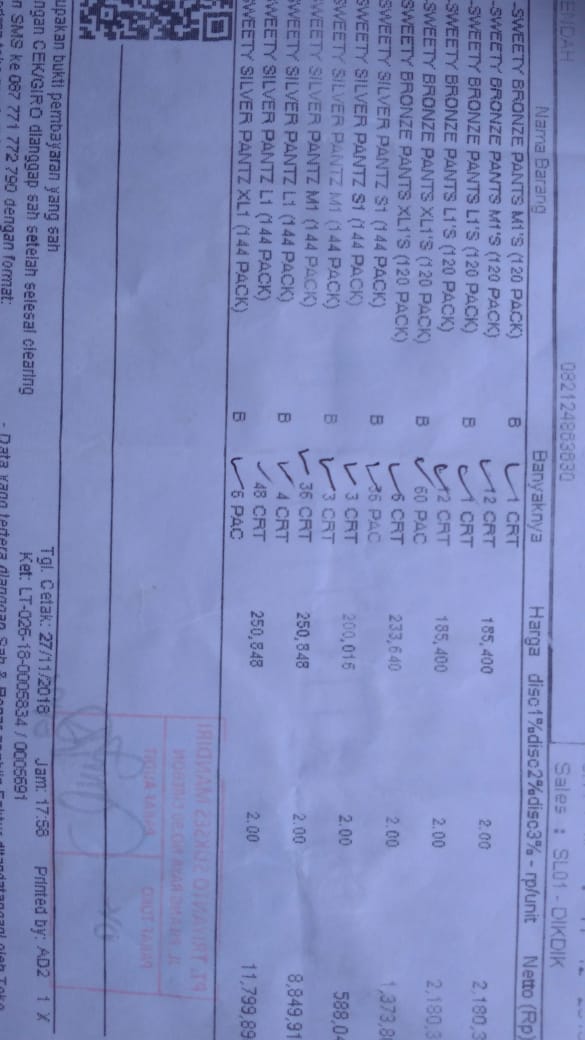 ENDAH 082124863830 Sales : SL01 - DIKDIK
Nama Barang Banyaknya Harga disc1%disc2%disc3% - rp/unit Netto (Rp)
-SWEETY BRONZE PANTS M1'S (120 PACK) B 1 CRT
-SWEETY BRONZE PANTS M1'S (120 PACK) 12 CRT 185,400 2.00 2,180,3
-SWEETY BRONZE PANTS L1'S (120 PACK) B 1 CRT
-SWEETY BRONZE PANTS L1'S (120 PACK) 12 CRT 185,400 2.00 2,180,3
-SWEETY BRONZE PANTS XL1'S (120 PACK) B 60 PAC
SWEETY BRONZE PANTS XL1'S (120 PACK) 6 CRT 233,640 2.00 1,373,8
SWEETY SILVER PANTZ S1 (144 PACK) B 36 PAC
SWEETY SILVER PANTZ S1 (144 PACK) 3 CRT 200,016 2.00 588,04
SWEETY SILVER PANTZ M1 (144 PACK) B 3 CRT
SWEETY SILVER PANTZ M1 (144 PACK) 36 CRT 250,848 2.00 8,849,91
SWEETY SILVER PANTZ L1 (144 PACK) B 4 CRT
SWEETY SILVER PANTZ L1 (144 PACK) 48 CRT 250,848 2.00 11,799,89
SWEETY SILVER PANTZ XL1 (144 PACK) B 6 PAC
upakan bukti pembayaran yang sah Tgl. Cetak: 27/11/2018 Jam: 17:58 Printed by: AD2 1 X
ngan CEK/GIRO dianggap sah setelah selesai clearing Ket: LT-026-18-0005834 / 0005691
n SMS ke 087 771 772 790 dengan format: - Data yang tertera dianggap Sah &